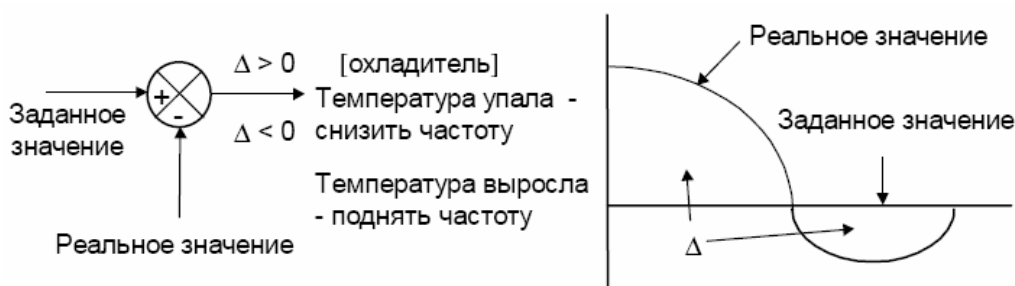 Δ > 0 [охладитель]
Заданное
значение
+
-
Δ < 0
Температура упала -
снизить частоту
Температура выросла
- поднять частоту
Реальное значение
Реальное значение
Заданное значение
Δ